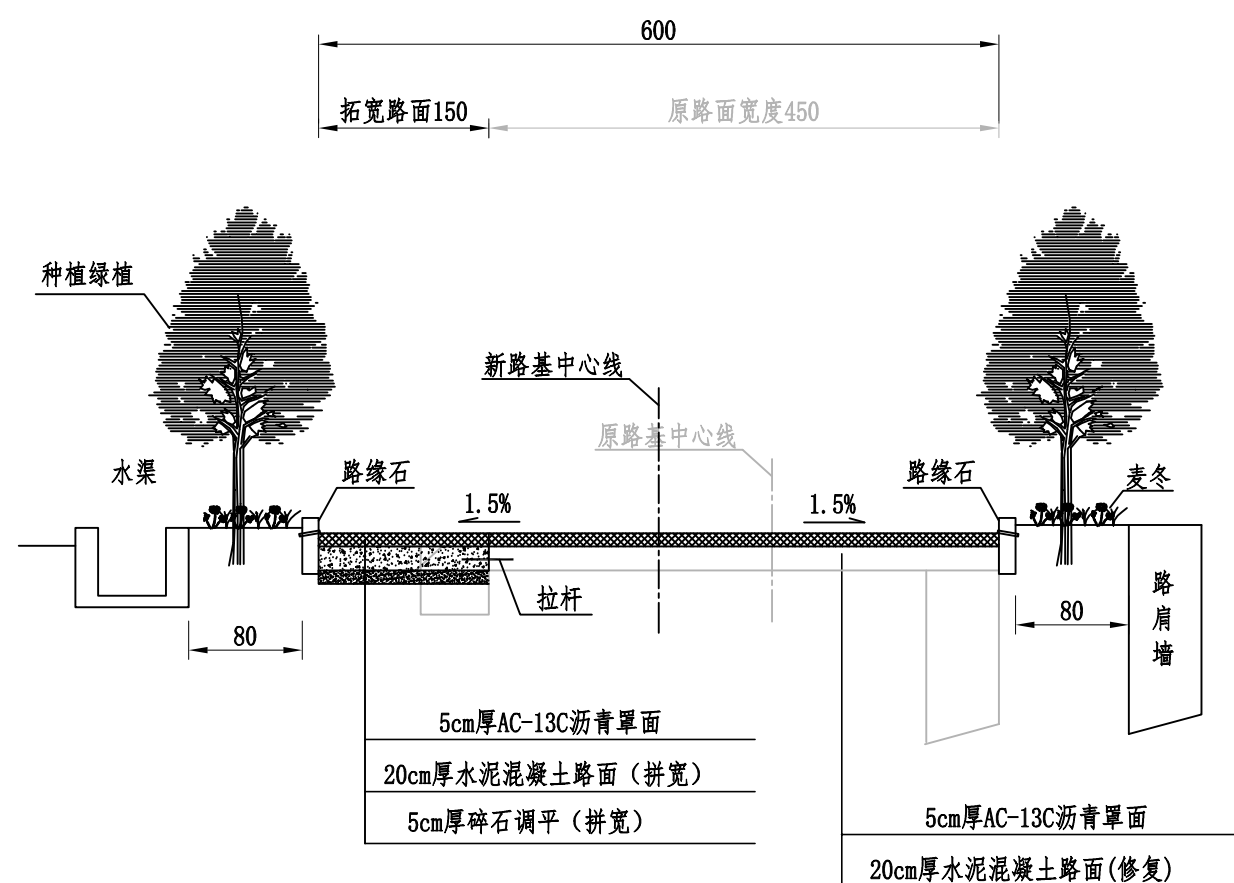 600
拓宽路面150
原路面宽度450
种植绿植
新路基中心线
原路基中心线
水渠
路缘石
1.5%
1.5%
路缘石
麦冬
拉杆
路肩墙
80
80
5cm厚AC-13C沥青罩面
20cm厚水泥混凝土路面（拼宽）
5cm厚碎石调平（拼宽）
5cm厚AC-13C沥青罩面
20cm厚水泥混凝土路面(修复)